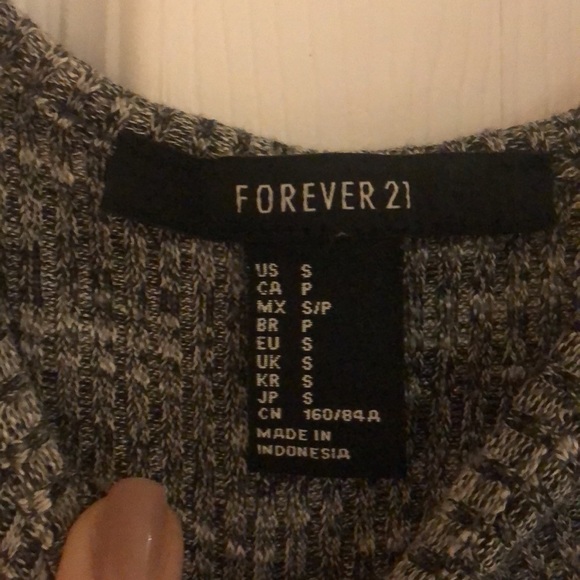 FOREVER 21
US S
CA P
MX S/P
BR P
EU S
UK S
KR S
JP S
CN 160/84A
MADE IN
INDONESIA